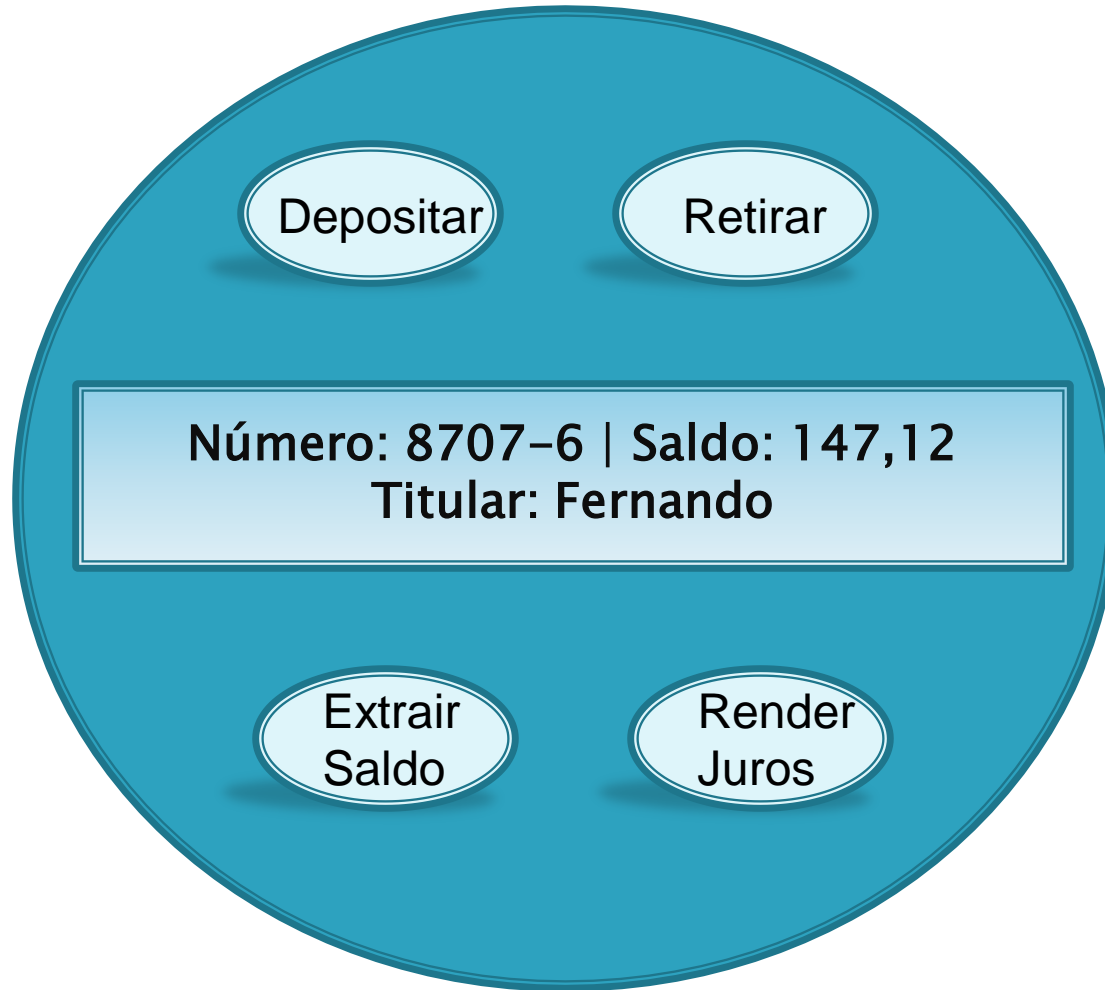 Depositar
Retirar
Número: 8707-6 | Saldo: 147,12
Titular: Fernando
Extrair
Saldo
Render
Juros